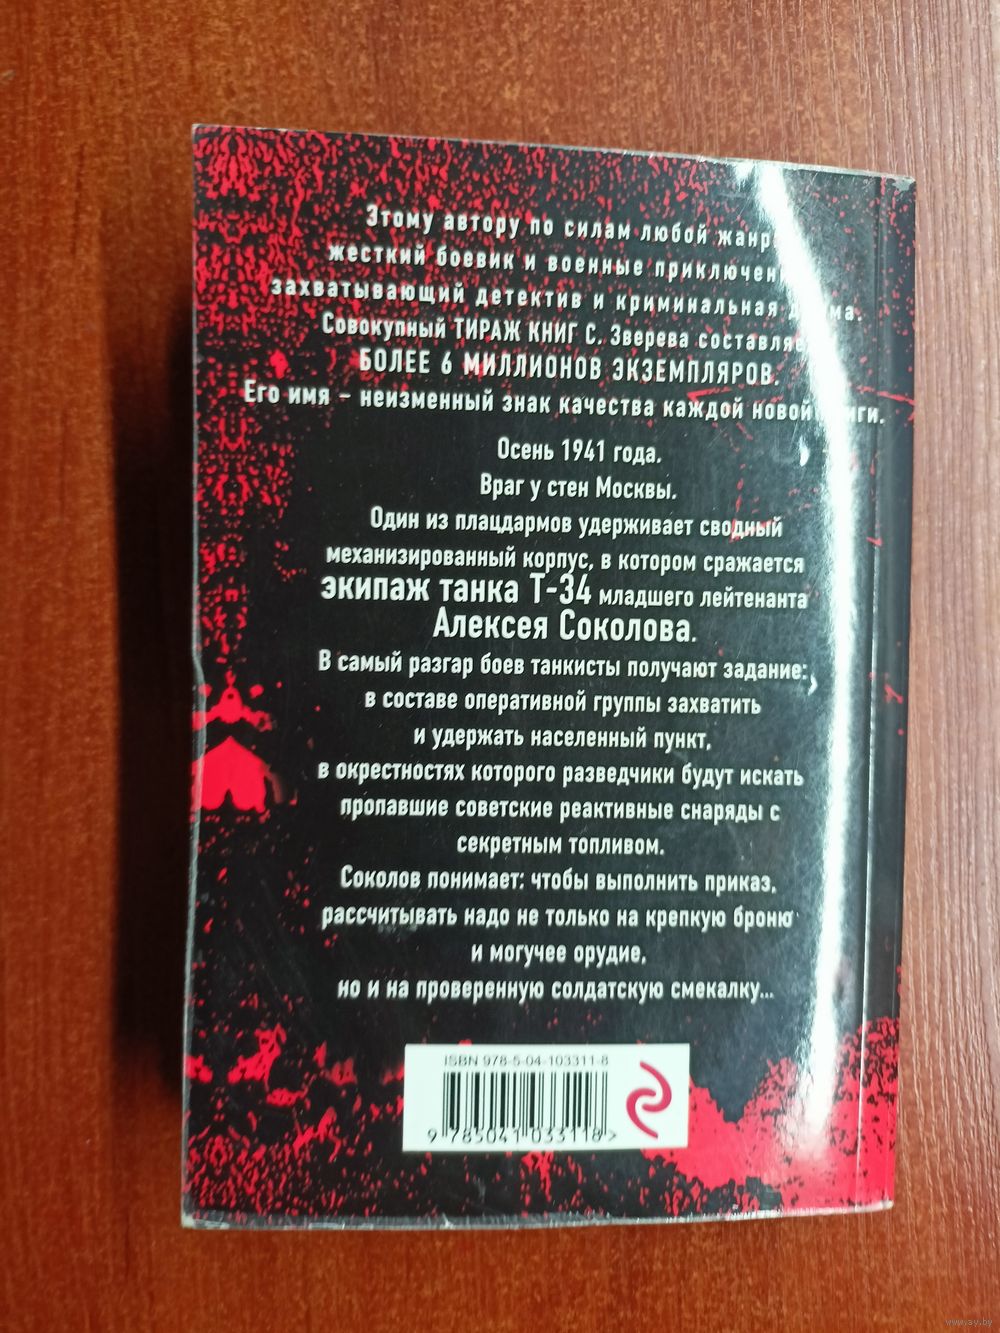 Этому автору по силам любой жанр
жесткий боевик и военные приключен
захватывающий детектив и криминальная
Совокупный ТИРАЖ КНИГ С. Зверева составляе
БОЛЕЕ 6 МИЛЛИОНОВ ЭКЗЕМПЛЯРОВ.
Его имя – неизменный знак качества каждой новой
Осень 1941 года.
Враг у стен Москвы.
Один из плацдармов удерживает сводный
механизированный корпус, в котором сражается
экипаж танка Т-34 младшего лейтенанта
Алексея Соколова.
В самый разгар боев танкисты получают задание:
в составе оперативной группы захватить
и удержать населенный пункт,
в окрестностях которого разведчики будут искать
пропавшие советские реактивные снаряды с
секретным топливом.
Соколов понимает: чтобы выполнить приказ,
рассчитывать надо не только на крепкую броню
и могучее орудие,
но и на проверенную солдатскую смекалку...
ISBN 978-5-04-103311-8
9 785041 033118 >
www.ay.by